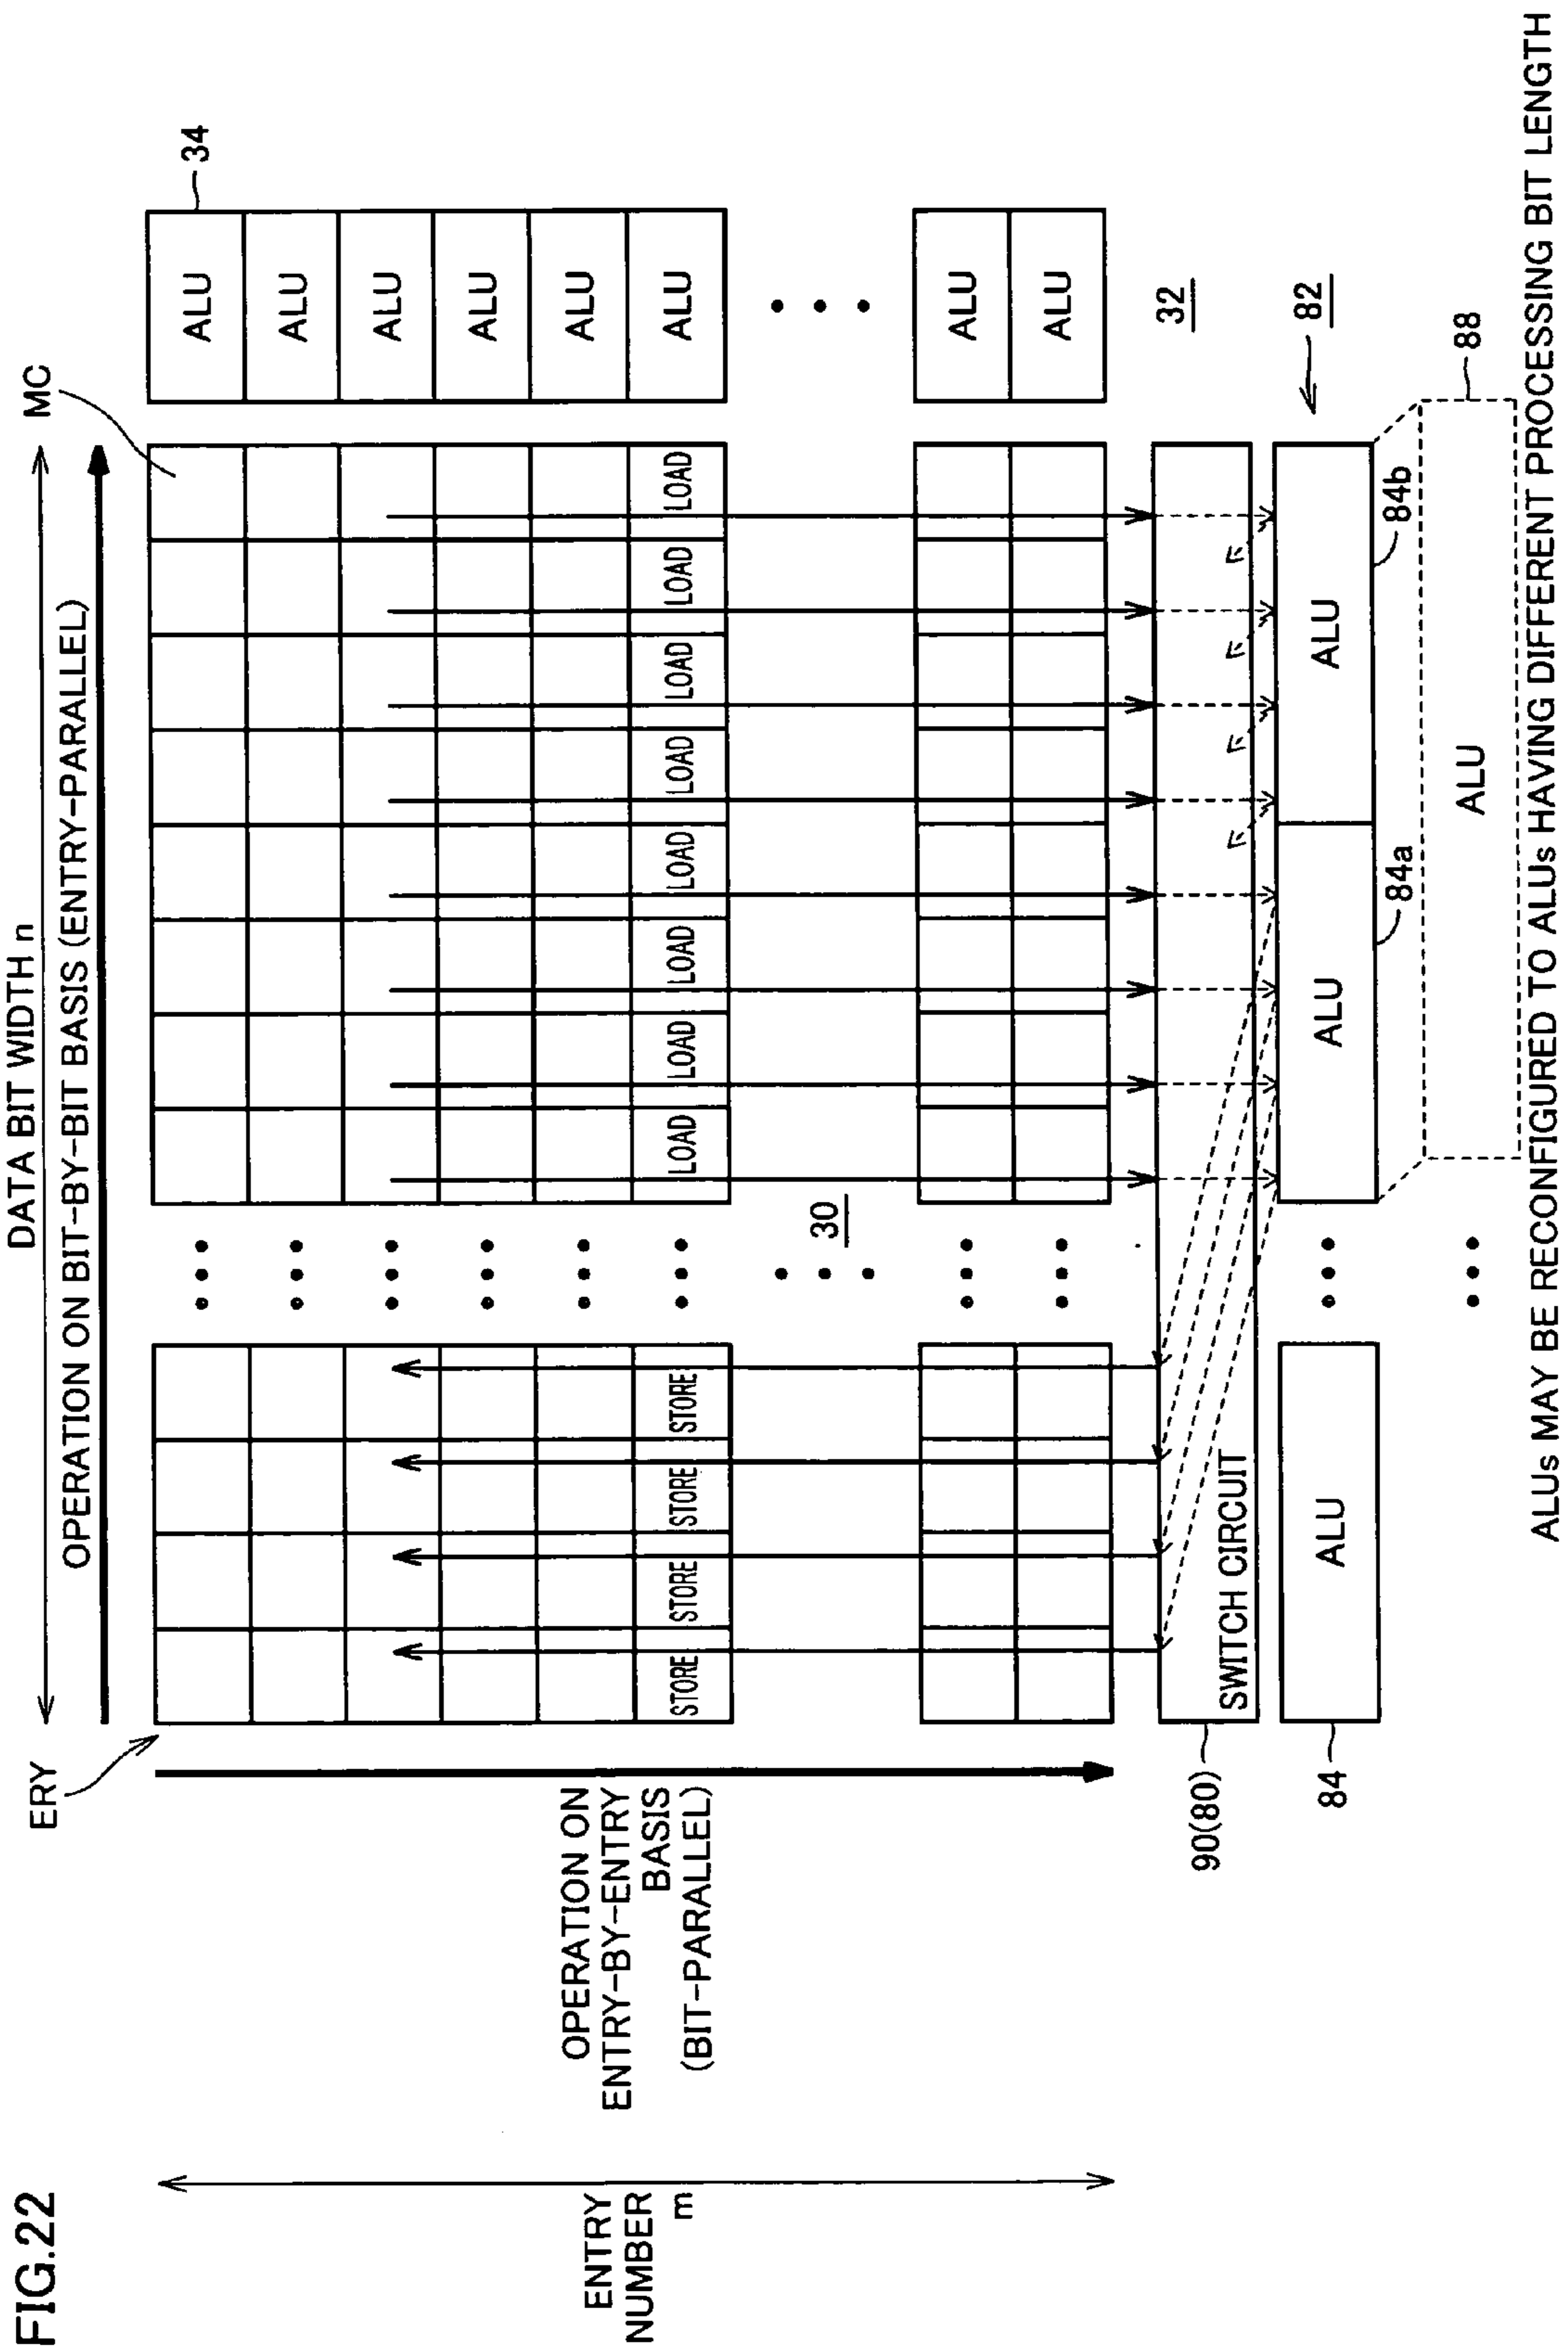 FIG.22
DATA BIT WIDTH n
ERY
MC
OPERATION ON BIT-BY-BIT BASIS (ENTRY-PARALLEL)
34
ALU
ALU
ALU
ALU
ALU
ENTRY
NUMBER
m
OPERATION ON
ENTRY-BY-ENTRY
BASIS
(BIT-PARALLEL)
STORE STORE STORE STORE LOAD LOAD LOAD LOAD LOAD LOAD LOAD LOAD ALU
30
ALU
ALU
90(80)
SWITCH CIRCUIT
32
84
ALU
ALU
ALU
82
84a
84b
ALU
88
ALUs MAY BE RECONFIGURED TO ALUs HAVING DIFFERENT PROCESSING BIT LENGTH